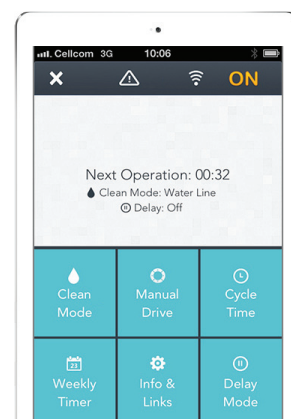 Cellcom 3G 10:06
ON
Next Operation: 00:32
Clean Mode: Water Line
Delay: Off
Clean Mode
Manual Drive
Cycle Time
23
Weekly Timer
Info & Links
Delay Mode